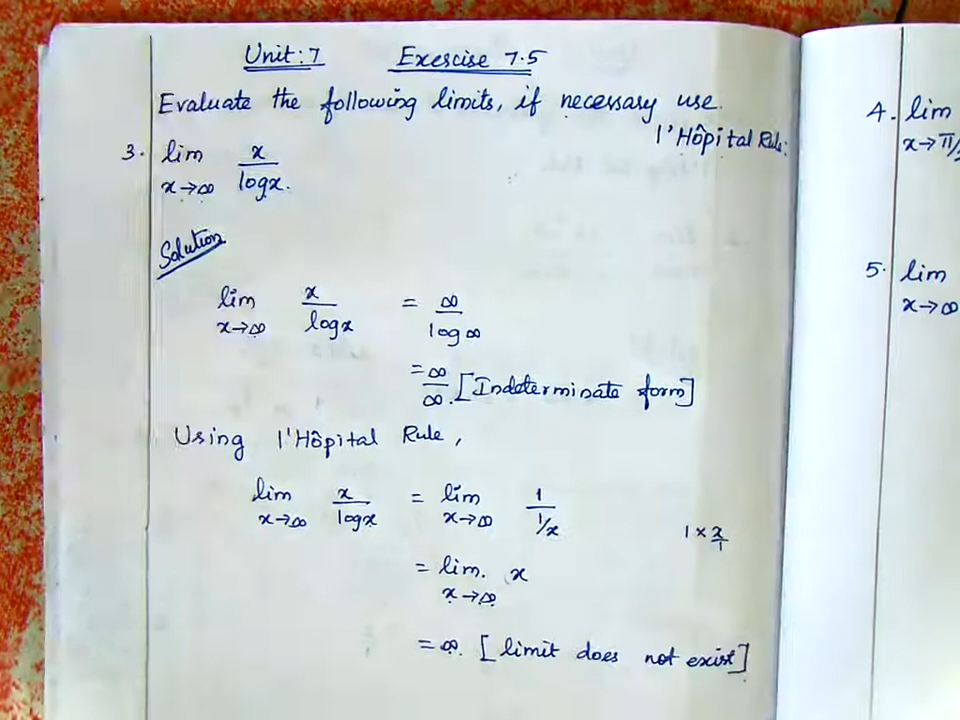 Unit: 7 Exercise 7.5
Evaluate the following limits, if necessary use
l'Hôpital Rule:
3. lim x→∞ x/logx.
Solution
lim x→∞ x/logx = ∞/log∞
= ∞/∞. [Indeterminate form]
Using l'Hôpital Rule,
lim x→∞ x/logx = lim x→∞ 1/(1/x)
1 × x/1
= lim. x→∞ x
= ∞. [limit does not exist]
4. lim
x→π/
5. lim
x→∞